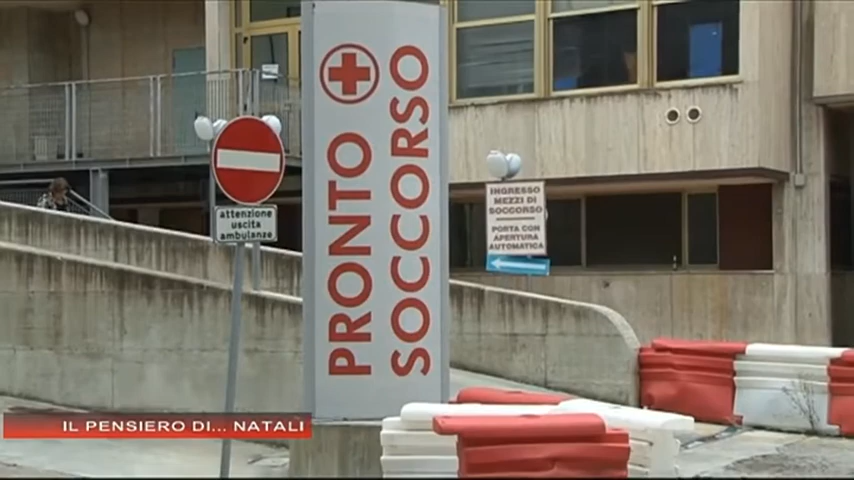 PRONTO
SOCCORSO
attenzione
uscita
ambulanze
INGRESSO
MEZZI DI
SOCCORSO
PORTA CON
APERTURA
AUTOMATICA
IL PENSIERO DI... NATALI